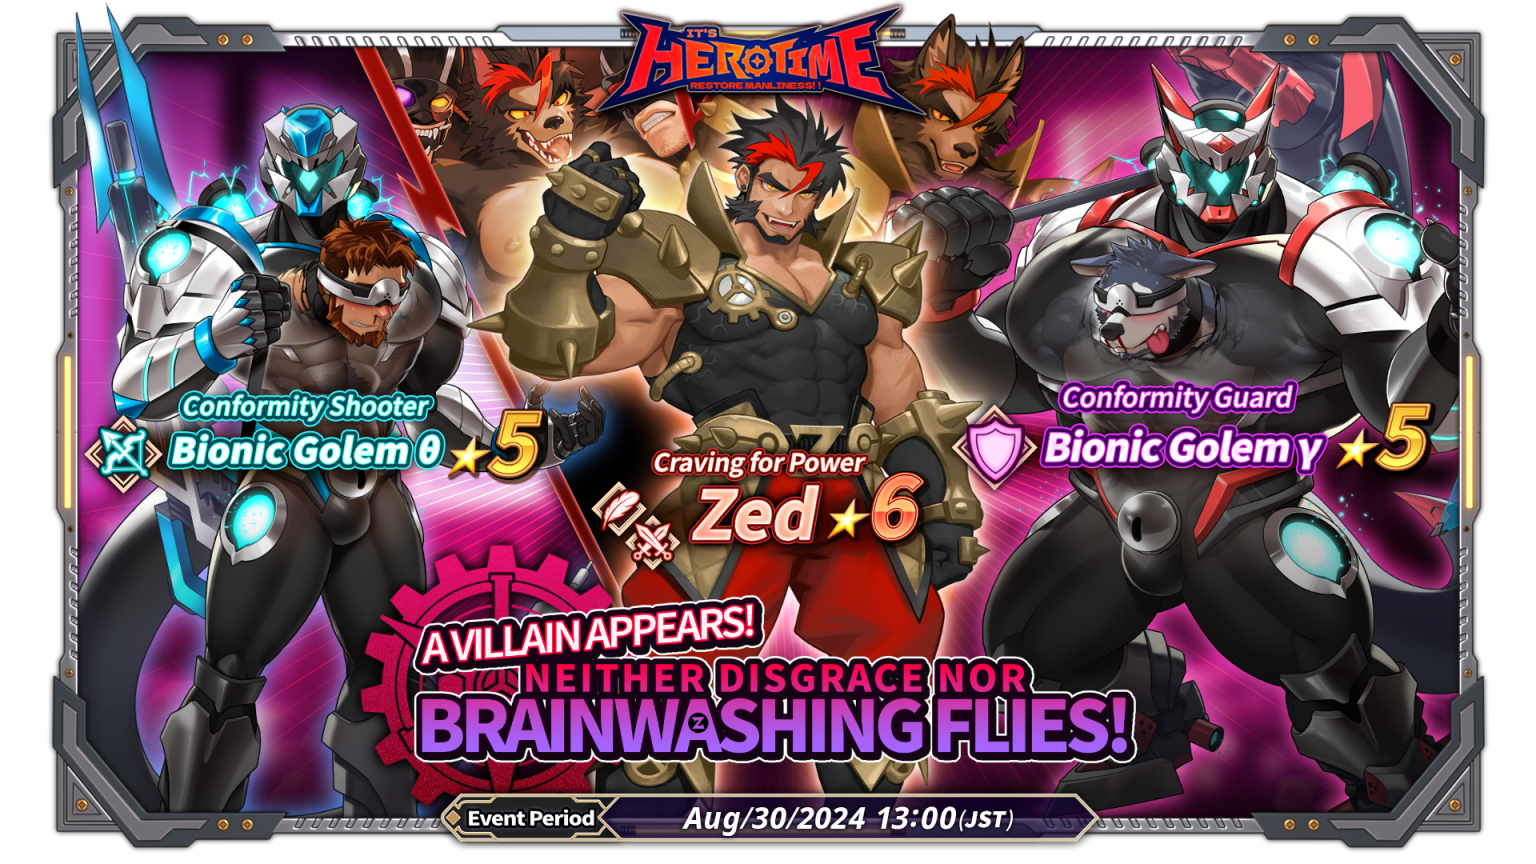 IT'S
HEROTIME
RESTORE MANLINESS!!
Conformity Shooter
Bionic Golem θ ★5
Craving for Power
Zed ★6
Conformity Guard
Bionic Golem γ ★5
A VILLAIN APPEARS!
NEITHER DISGRACE NOR
BRAINWASHING FLIES!
Event Period
Aug/30/2024 13:00(JST)